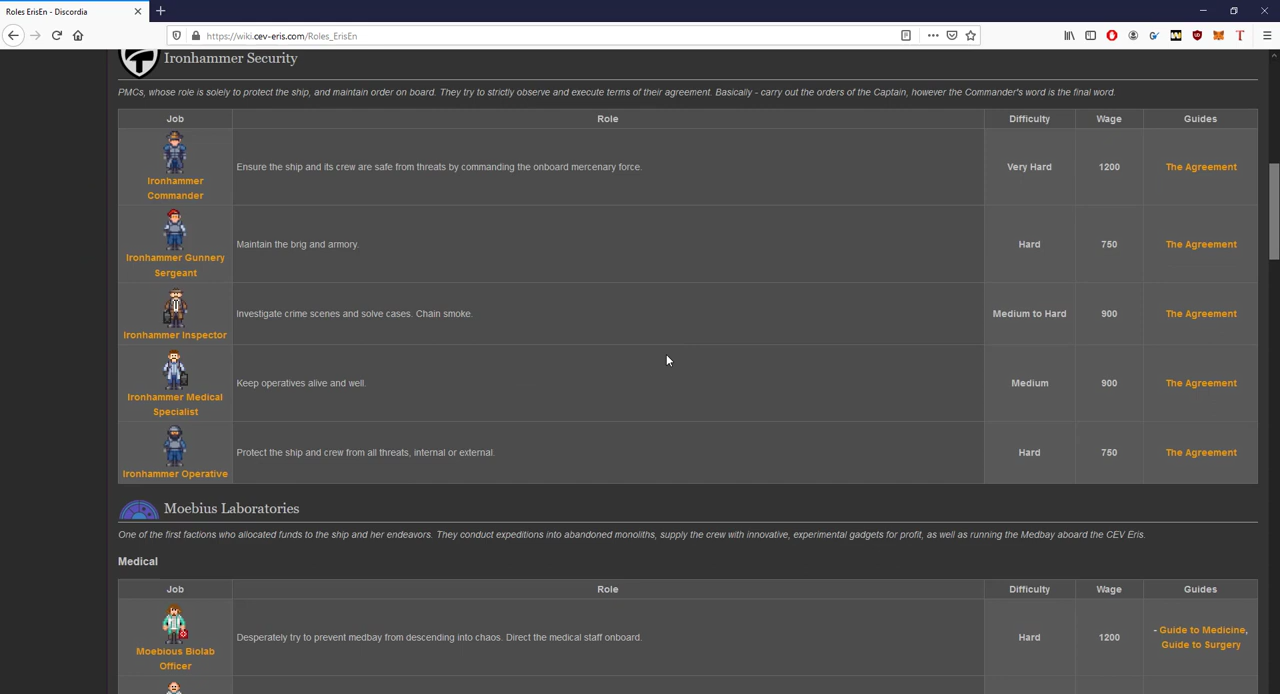 Roles ErisEn - Discordia
https://wiki.cev-eris.com/Roles_ErisEn
Ironhammer Security
PMCs, whose role is solely to protect the ship, and maintain order on board. They try to strictly observe and execute terms of their agreement. Basically - carry out the orders of the Captain, however the Commander's word is the final word.
Job Role Difficulty Wage Guides
Ironhammer
Commander
Ensure the ship and its crew are safe from threats by commanding the onboard mercenary force. Very Hard 1200 The Agreement
Ironhammer Gunnery
Sergeant
Maintain the brig and armory. Hard 750 The Agreement
Ironhammer Inspector
Investigate crime scenes and solve cases. Chain smoke. Medium to Hard 900 The Agreement
Ironhammer Medical
Specialist
Keep operatives alive and well. Medium 900 The Agreement
Ironhammer Operative
Protect the ship and crew from all threats, internal or external. Hard 750 The Agreement
Moebius Laboratories
One of the first factions who allocated funds to the ship and her endeavors. They conduct expeditions into abandoned monoliths, supply the crew with innovative, experimental gadgets for profit, as well as running the Medbay aboard the CEV Eris.
Medical
Job Role Difficulty Wage Guides
Moebious Biolab
Officer
Desperately try to prevent medbay from descending into chaos. Direct the medical staff onboard. Hard 1200 - Guide to Medicine,
Guide to Surgery